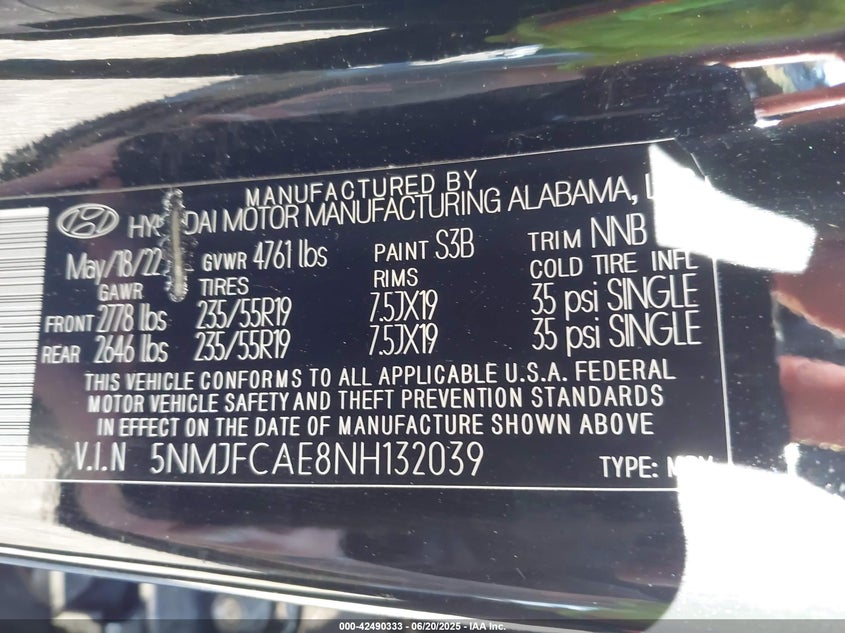 MANUFACTURED BY
HYUNDAI MOTOR MANUFACTURING ALABAMA,
May/18/22 GVWR 4761 lbs PAINT S3B TRIM NNB
GAWR TIRES RIMS COLD TIRE INFL
FRONT 2778 lbs 235/55R19 7.5JX19 35 psi SINGLE
REAR 2646 lbs 235/55R19 7.5JX19 35 psi SINGLE
THIS VEHICLE CONFORMS TO ALL APPLICABLE U.S.A. FEDERAL
MOTOR VEHICLE SAFETY AND THEFT PREVENTION STANDARDS
IN EFFECT ON THE DATE OF MANUFACTURE SHOWN ABOVE
V.I.N 5NMJFCAE8NH132039 TYPE:
000-42490333 - 06/20/2025 - IAA Inc.